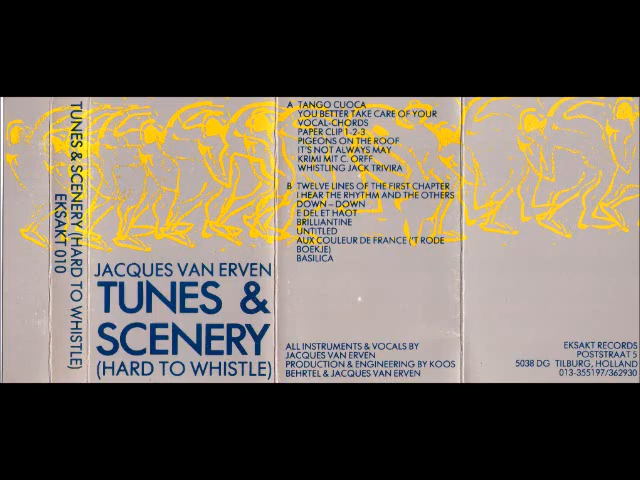 TUNES & SCENERY (HARD TO WHISTLE)
EKSAKT 010
JACQUES VAN ERVEN
TUNES &
SCENERY
(HARD TO WHISTLE)
A TANGO CUOCA
YOU BETTER TAKE CARE OF YOUR
VOCAL-CHORDS
PAPER CLIP 1-2-3
PIGEONS ON THE ROOF
IT'S NOT ALWAYS MAY
KRIMI MIT C. ORFF
WHISTLING JACK TRIVIRA
B TWELVE LINES OF THE FIRST CHAPTER
I HEAR THE RHYTHM AND THE OTHERS
DOWN – DOWN
E DEL ET HAOT
BRILLIANTINE
UNTITLED
AUX COULEUR DE FRANCE ('T RODE
BOEKJE)
BASILICA
ALL INSTRUMENTS & VOCALS BY
JACQUES VAN ERVEN
PRODUCTION & ENGINEERING BY KOOS
BEHRTEL & JACQUES VAN ERVEN
EKSAKT RECORDS
POSTSTRAAT 5
5038 DG TILBURG, HOLLAND
013-355197/362930